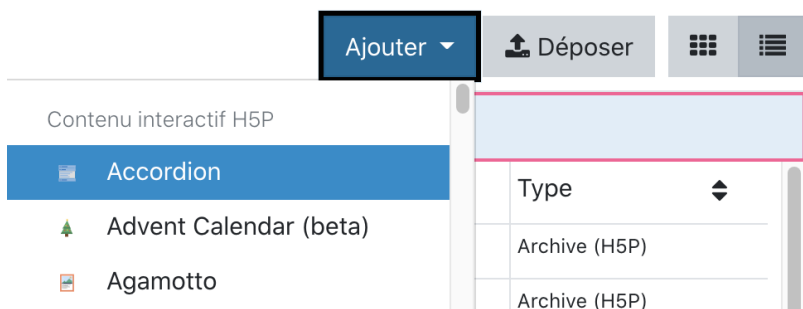 Ajouter
Déposer
Contenu interactif H5P
Accordion
Type
Advent Calendar (beta)
Archive (H5P)
Agamotto
Archive (H5P)